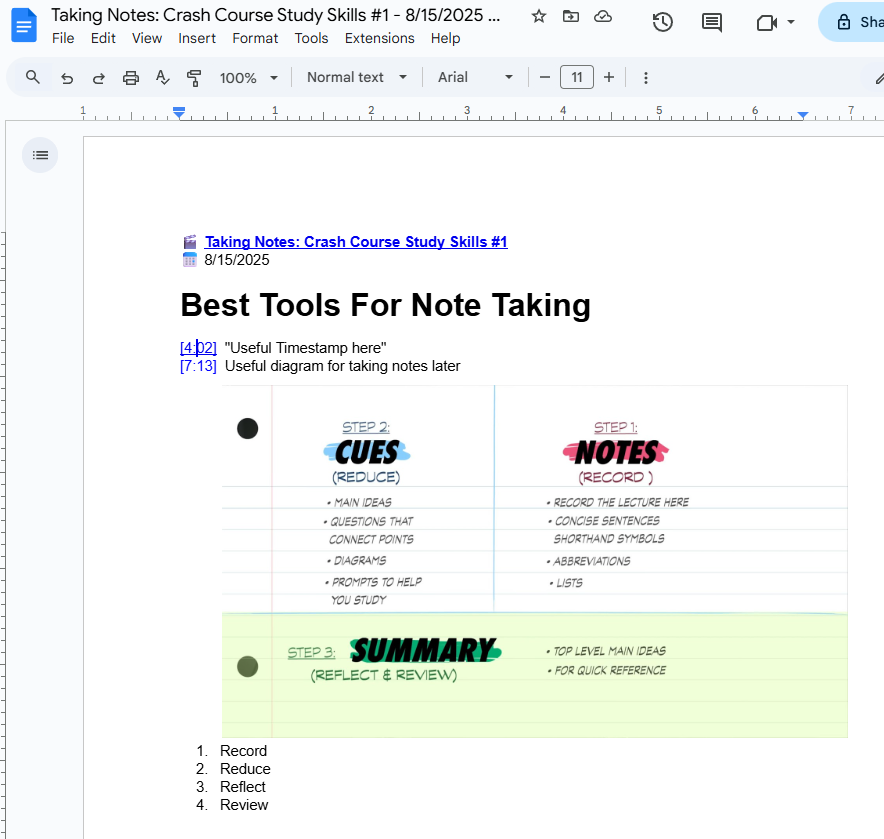 Taking Notes: Crash Course Study Skills #1 - 8/15/2025 ...
File Edit View Insert Format Tools Extensions Help
Sha
100% Normal text Arial 11
1 1 2 3 4 5 6 7
Taking Notes: Crash Course Study Skills #1
8/15/2025
Best Tools For Note Taking
[4:02] "Useful Timestamp here"
[7:13] Useful diagram for taking notes later
STEP 2:
CUES
(REDUCE)
• MAIN IDEAS
• QUESTIONS THAT
CONNECT POINTS
• DIAGRAMS
• PROMPTS TO HELP
YOU STUDY
STEP 1:
NOTES
(RECORD )
• RECORD THE LECTURE HERE
• CONCISE SENTENCES
SHORTHAND SYMBOLS
• ABBREVIATIONS
• LISTS
STEP 3: SUMMARY
(REFLECT & REVIEW)
• TOP LEVEL MAIN IDEAS
• FOR QUICK REFERENCE
1. Record
2. Reduce
3. Reflect
4. Review